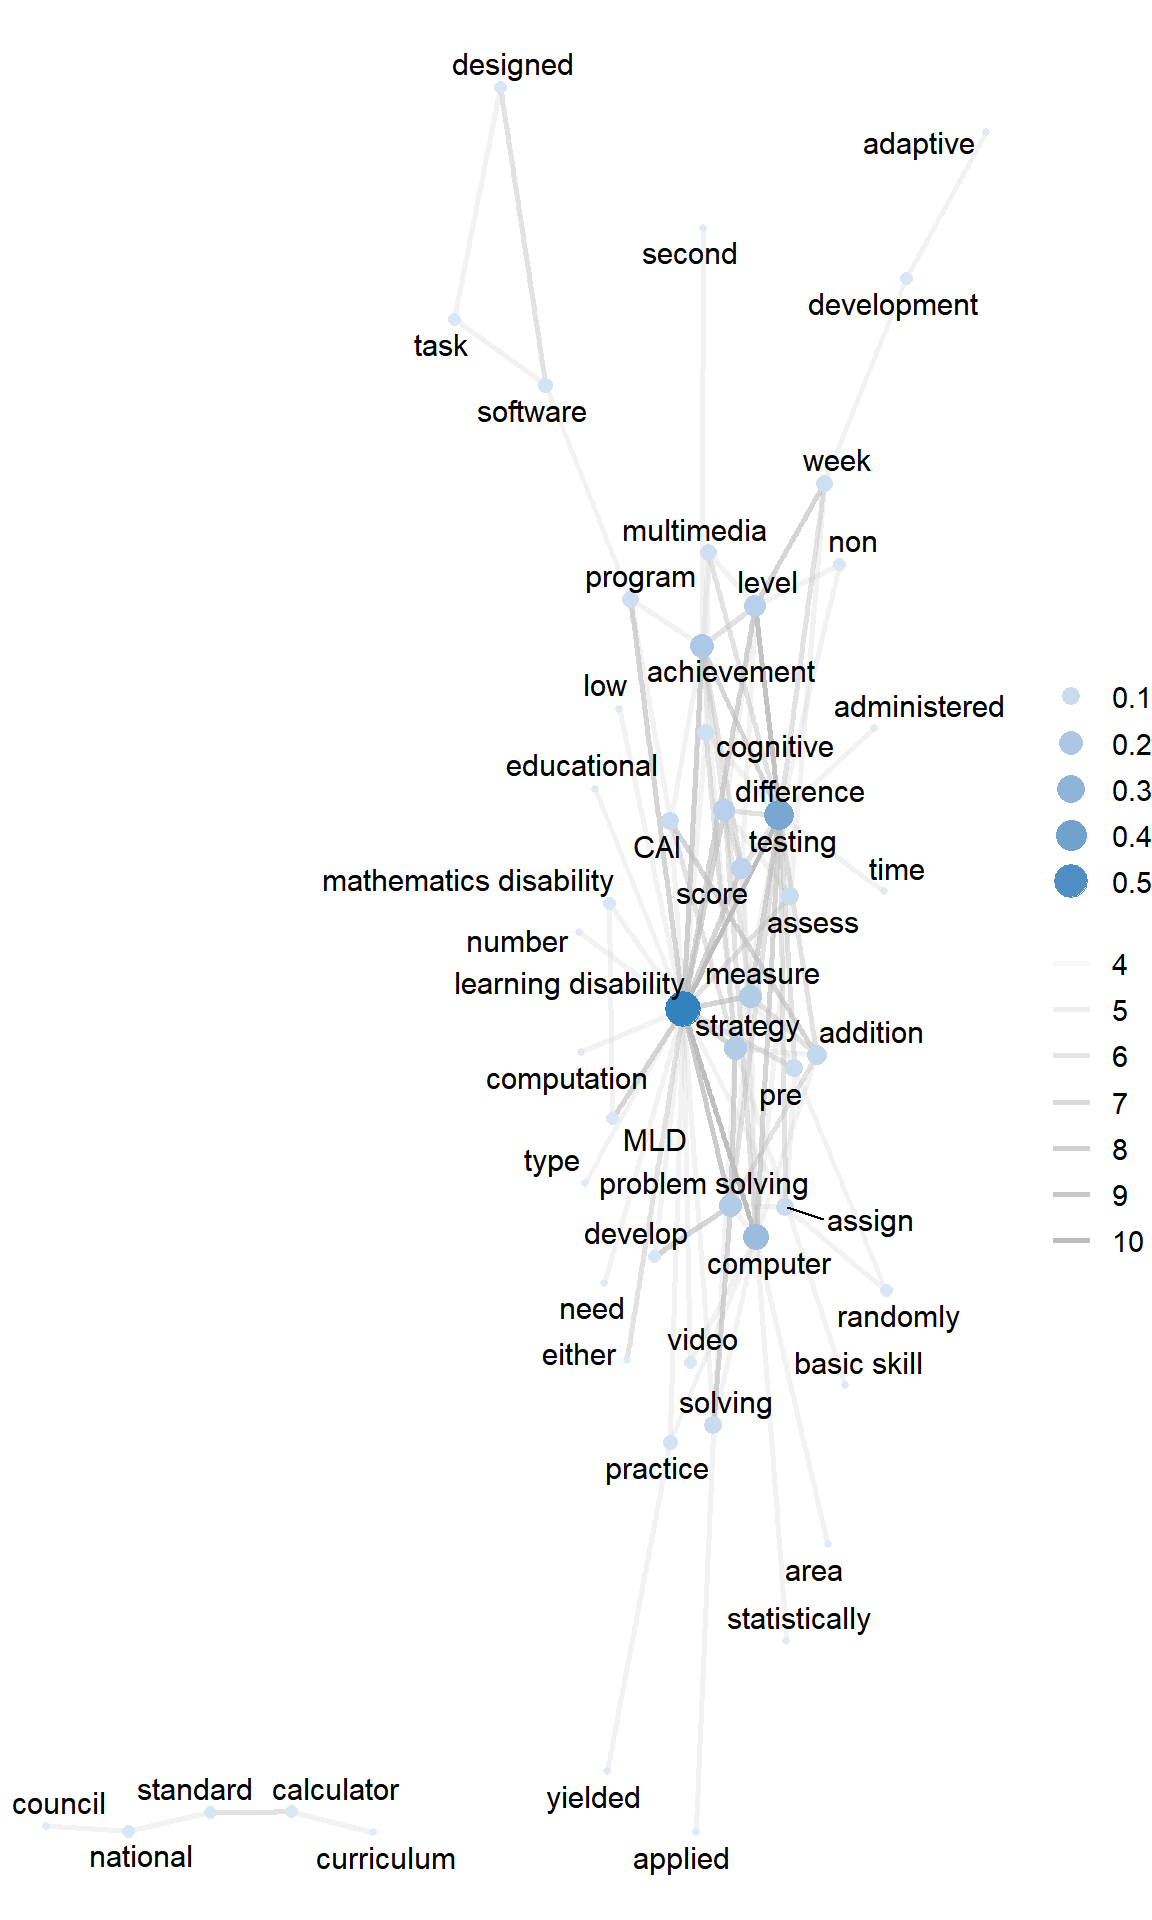 designed
adaptive
second
development
task
software
week
multimedia
non
program
level
achievement
low
administered
cognitive
educational
difference
CAI
testing
time
mathematics disability
score
assess
number
learning disability
measure
strategy
addition
computation
pre
MLD
type
problem solving
assign
develop
computer
need
randomly
video
either
basic skill
solving
practice
area
statistically
yielded
standard
calculator
council
national
curriculum
applied
0.1
0.2
0.3
0.4
0.5
4
5
6
7
8
9
10